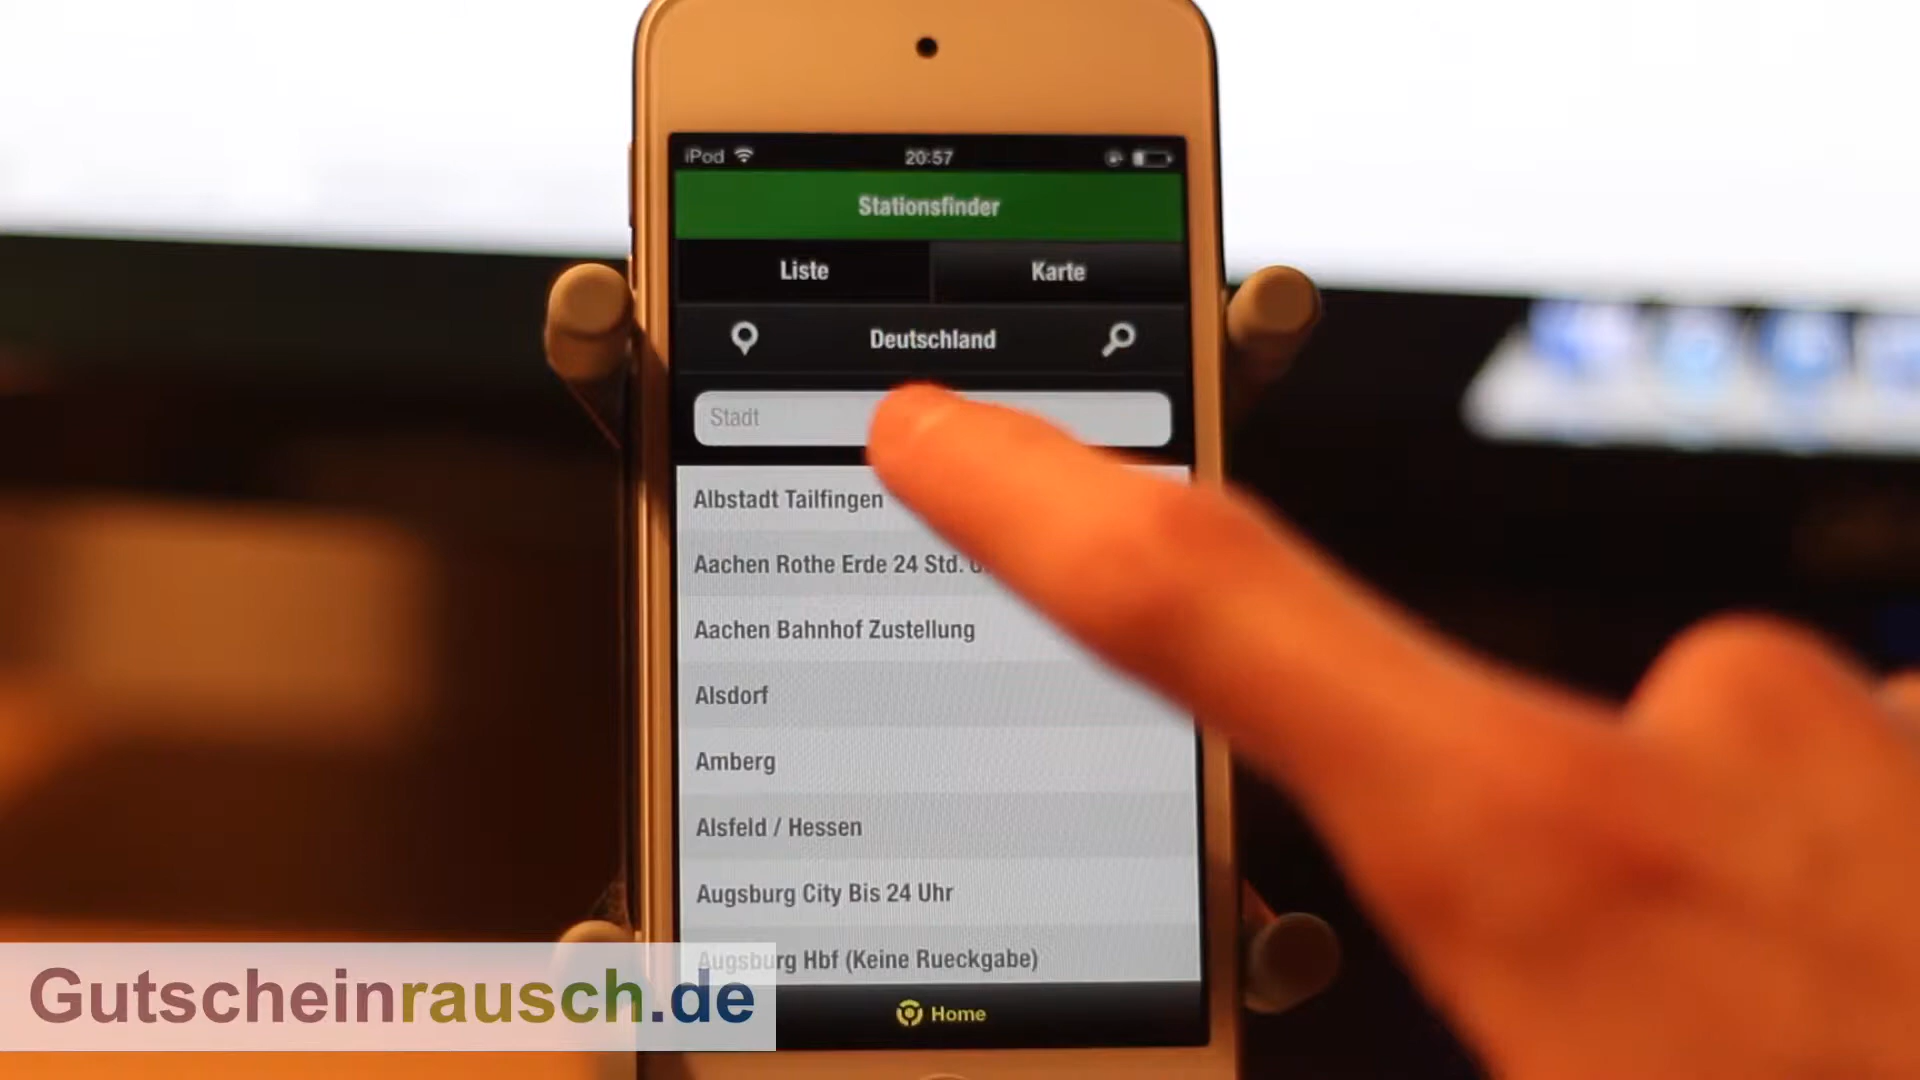 iPod
20:57
Stationsfinder
Liste
Karte
Deutschland
Stadt
Albstadt Tailfingen
Aachen Rothe Erde 24 Std.
Aachen Bahnhof Zustellung
Alsdorf
Amberg
Alsfeld / Hessen
Augsburg City Bis 24 Uhr
Augsburg Hbf (Keine Rueckgabe)
Home
Gutscheinrausch.de